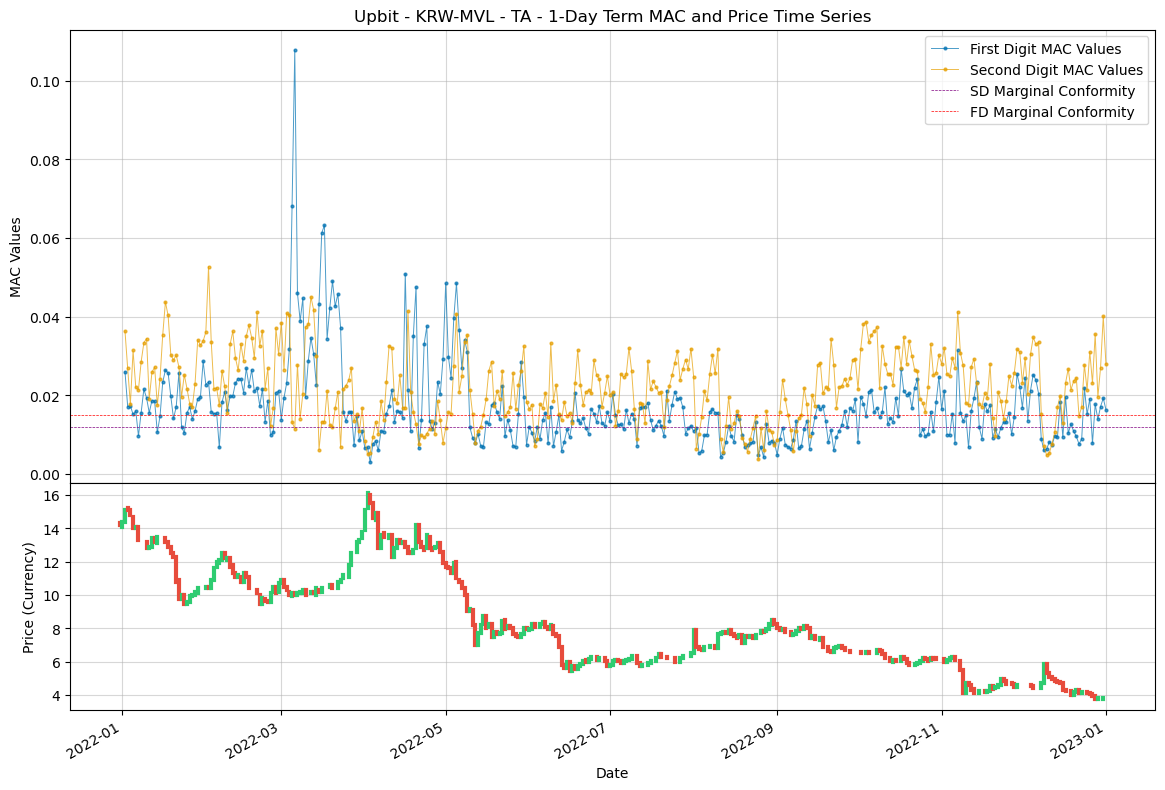 Upbit - KRW-MVL - TA - 1-Day Term MAC and Price Time Series
First Digit MAC Values
Second Digit MAC Values
SD Marginal Conformity
FD Marginal Conformity
MAC Values
0.10
0.08
0.06
0.04
0.02
0.00
Price (Currency)
16
14
12
10
8
6
4
2022-01
2022-03
2022-05
2022-07
2022-09
2022-11
2023-01
Date